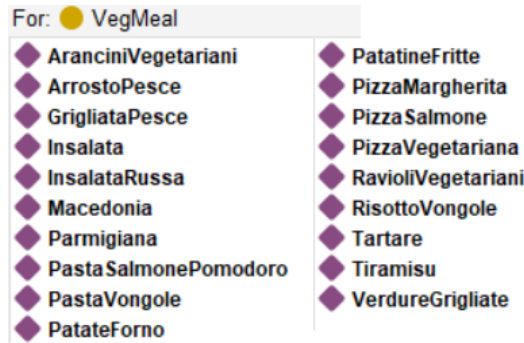 For: VegMeal
AranciniVegetariani
ArrostoPesce
GrigliataPesce
Insalata
InsalataRussa
Macedonia
Parmigiana
PastaSalmonePomodoro
PastaVongole
PatateForno
PatatineFritte
PizzaMargherita
PizzaSalmone
PizzaVegetariana
RavioliVegetariani
RisottoVongole
Tartare
Tiramisu
VerdureGrigliate